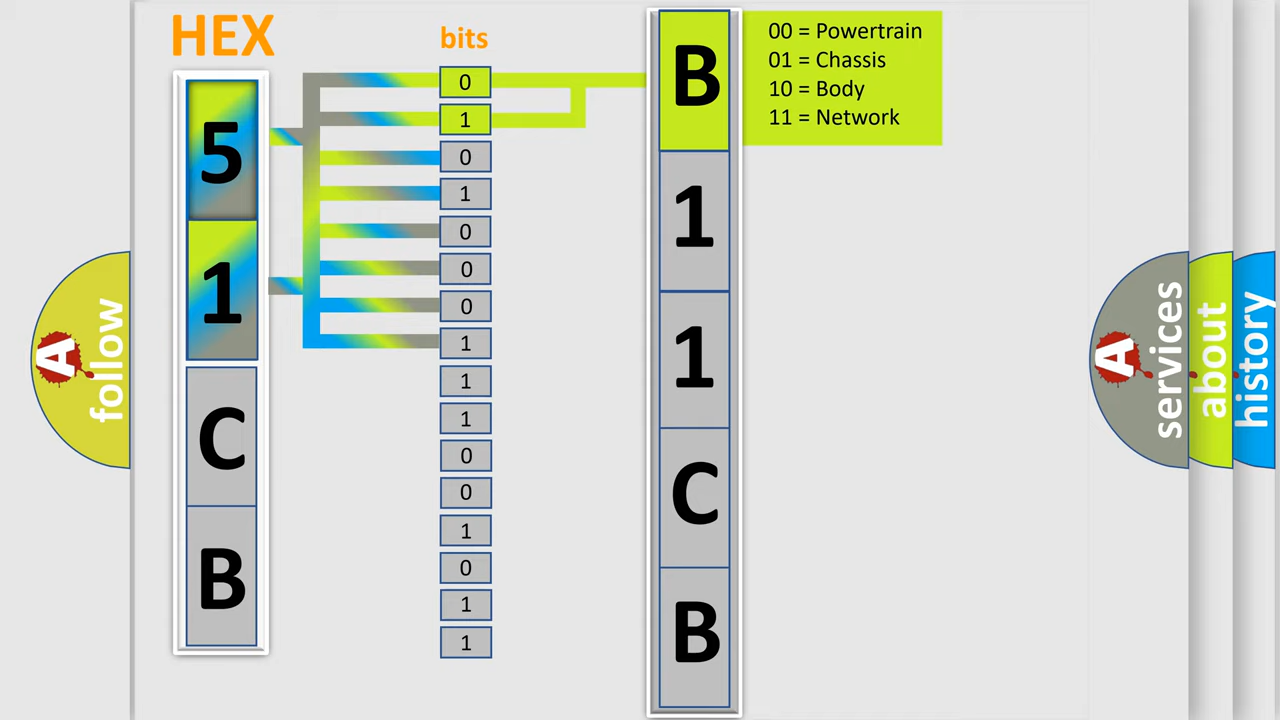 HEX
bits
5
1
C
B
0
1
0
1
0
0
0
1
1
1
0
0
1
0
1
1
B
1
1
C
B
00 = Powertrain
01 = Chassis
10 = Body
11 = Network
A
follow
A
services
about
history